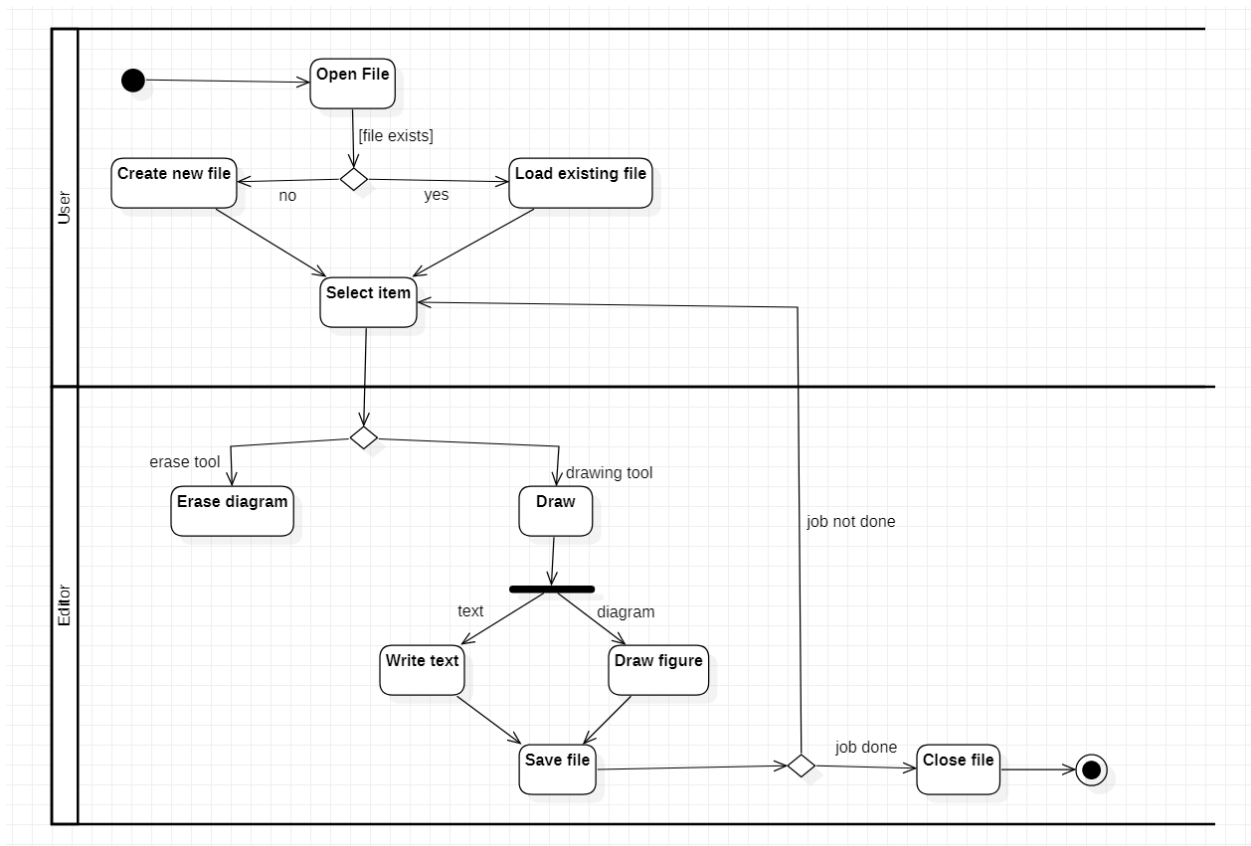 Open File
[file exists]
Create new file
Load existing file
no
yes
User
Select item
erase tool
drawing tool
Erase diagram
Draw
job not done
Editor
text
diagram
Write text
Draw figure
job done
Save file
Close file